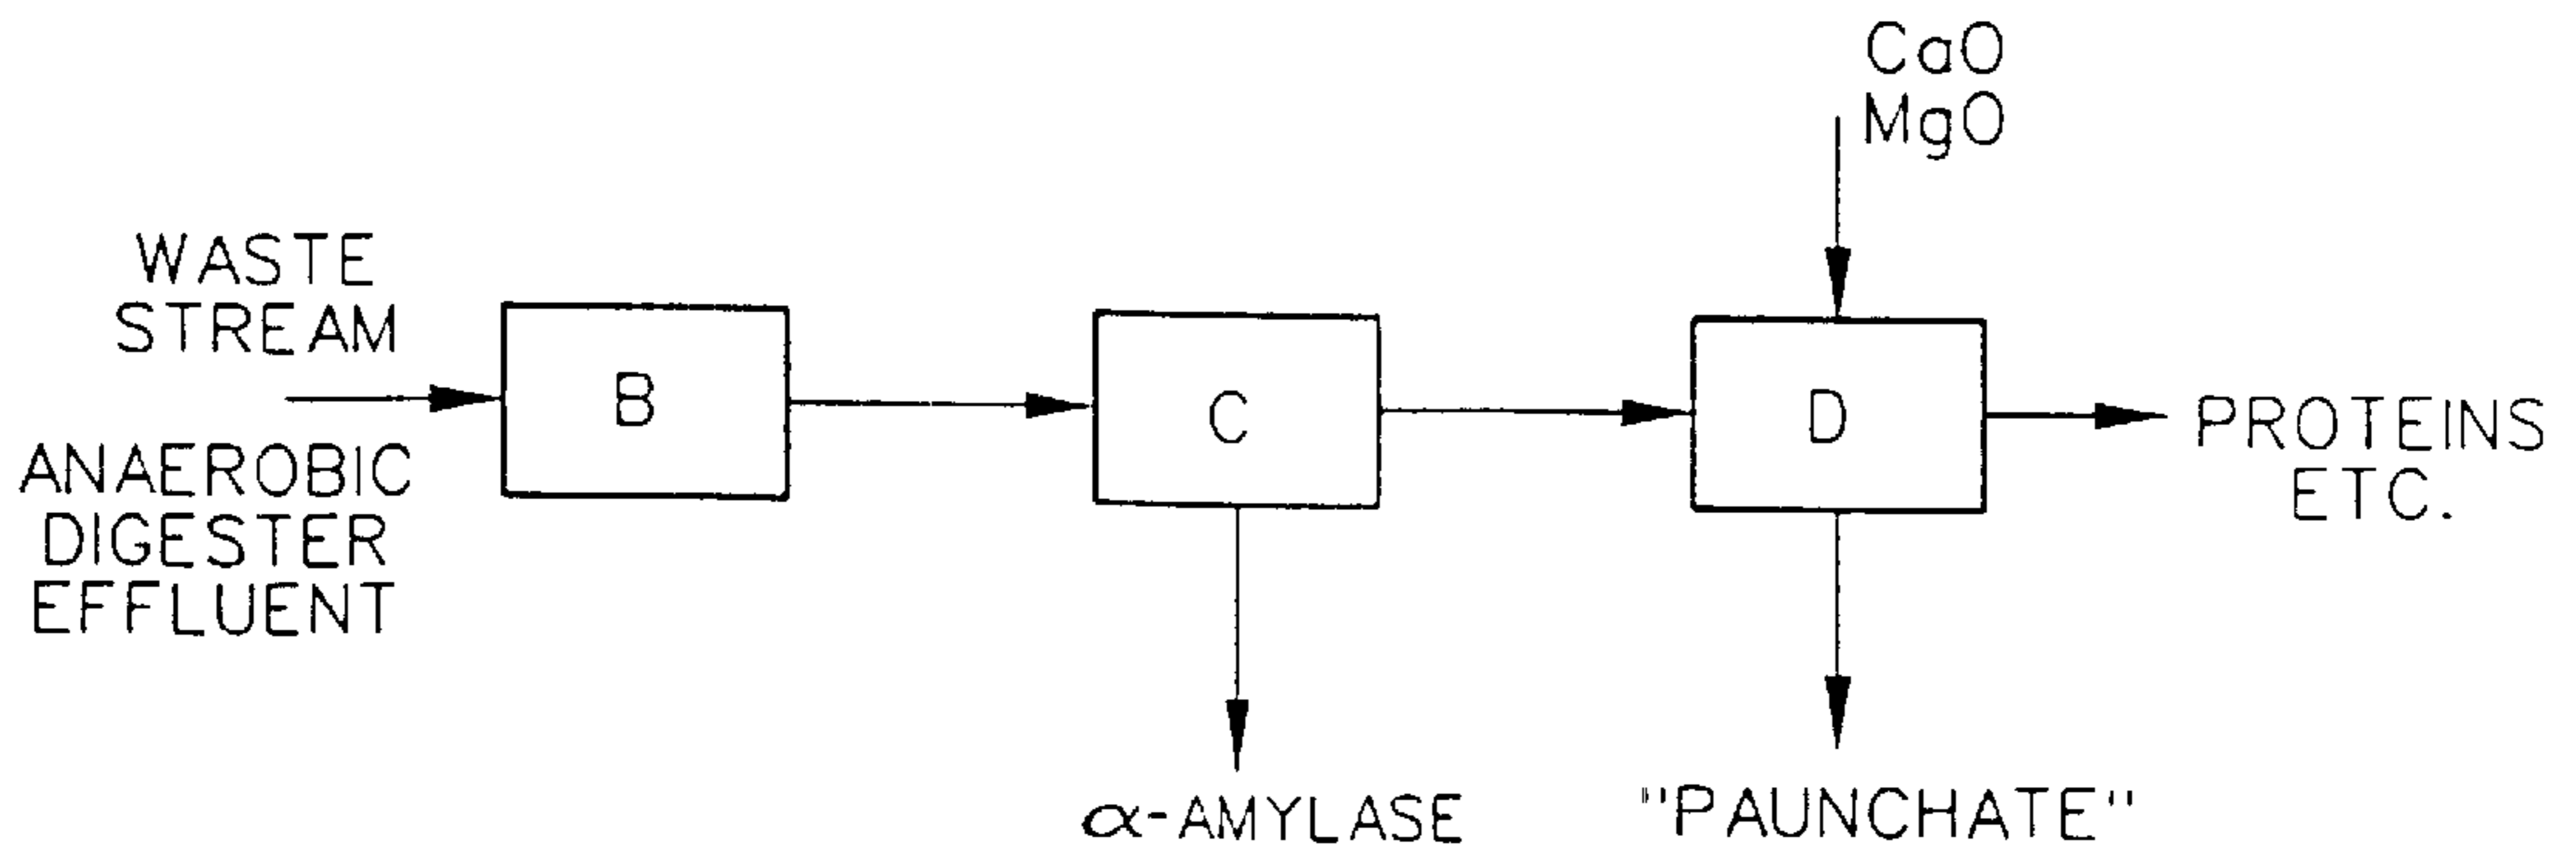 CaO
MgO
WASTE
STREAM
B
C
D
PROTEINS
ETC.
ANAEROBIC
DIGESTER
EFFLUENT
α-AMYLASE
"PAUNCHATE"